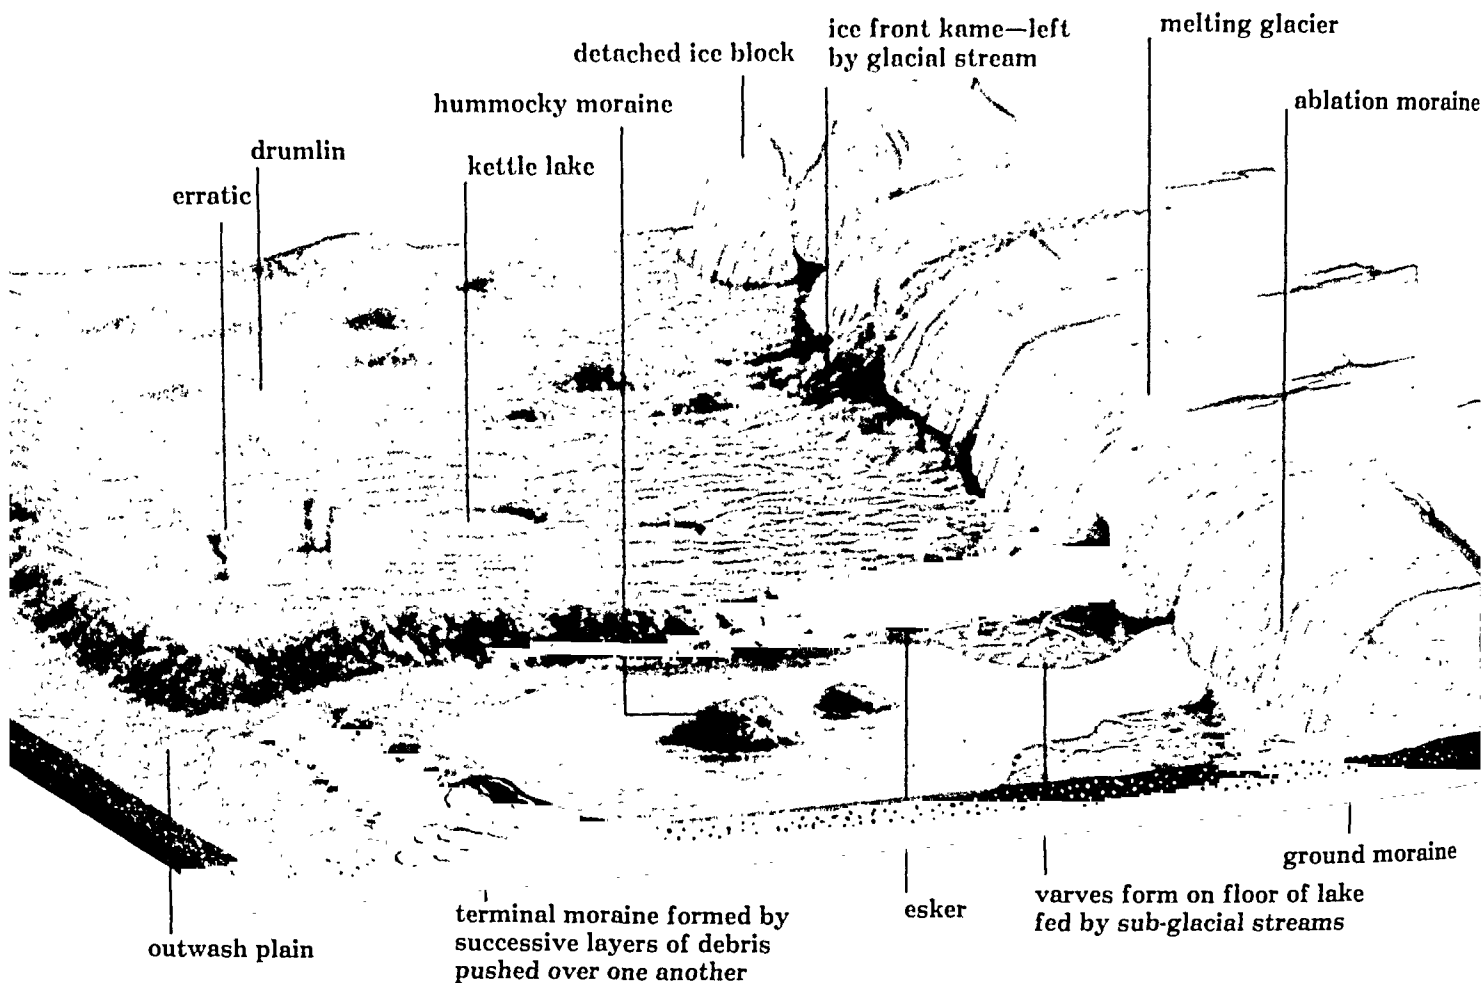 ice front kame—left
by glacial stream
melting glacier
detached ice block
ablation moraine
hummocky moraine
drumlin
kettle lake
erratic
ground moraine
varves form on floor of lake
fed by sub-glacial streams
esker
terminal moraine formed by
successive layers of debris
pushed over one another
outwash plain